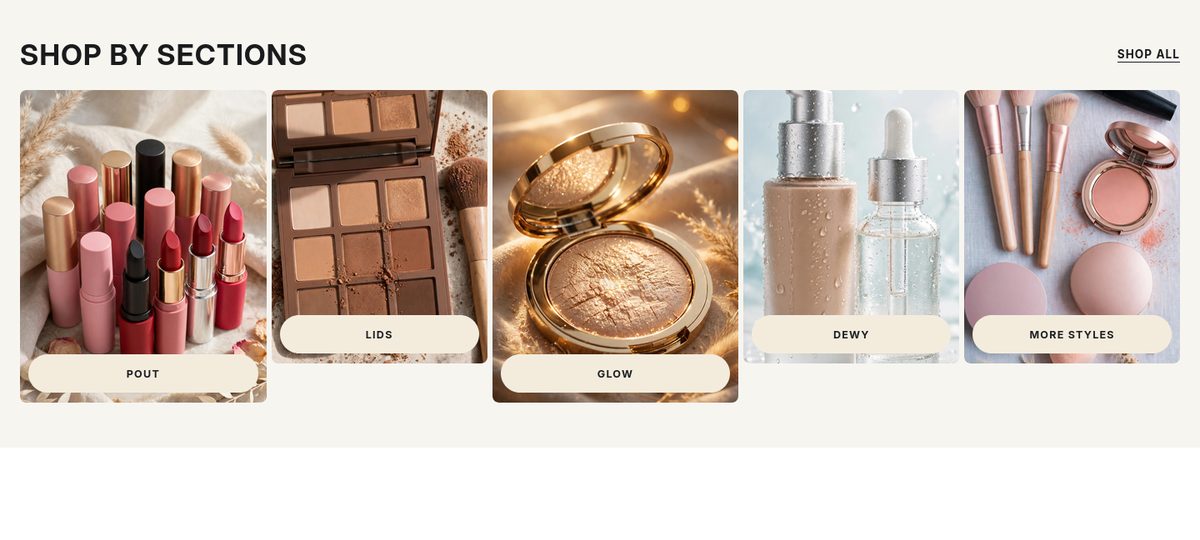 SHOP BY SECTIONS
SHOP ALL
POUT
LIDS
GLOW
DEWY
MORE STYLES